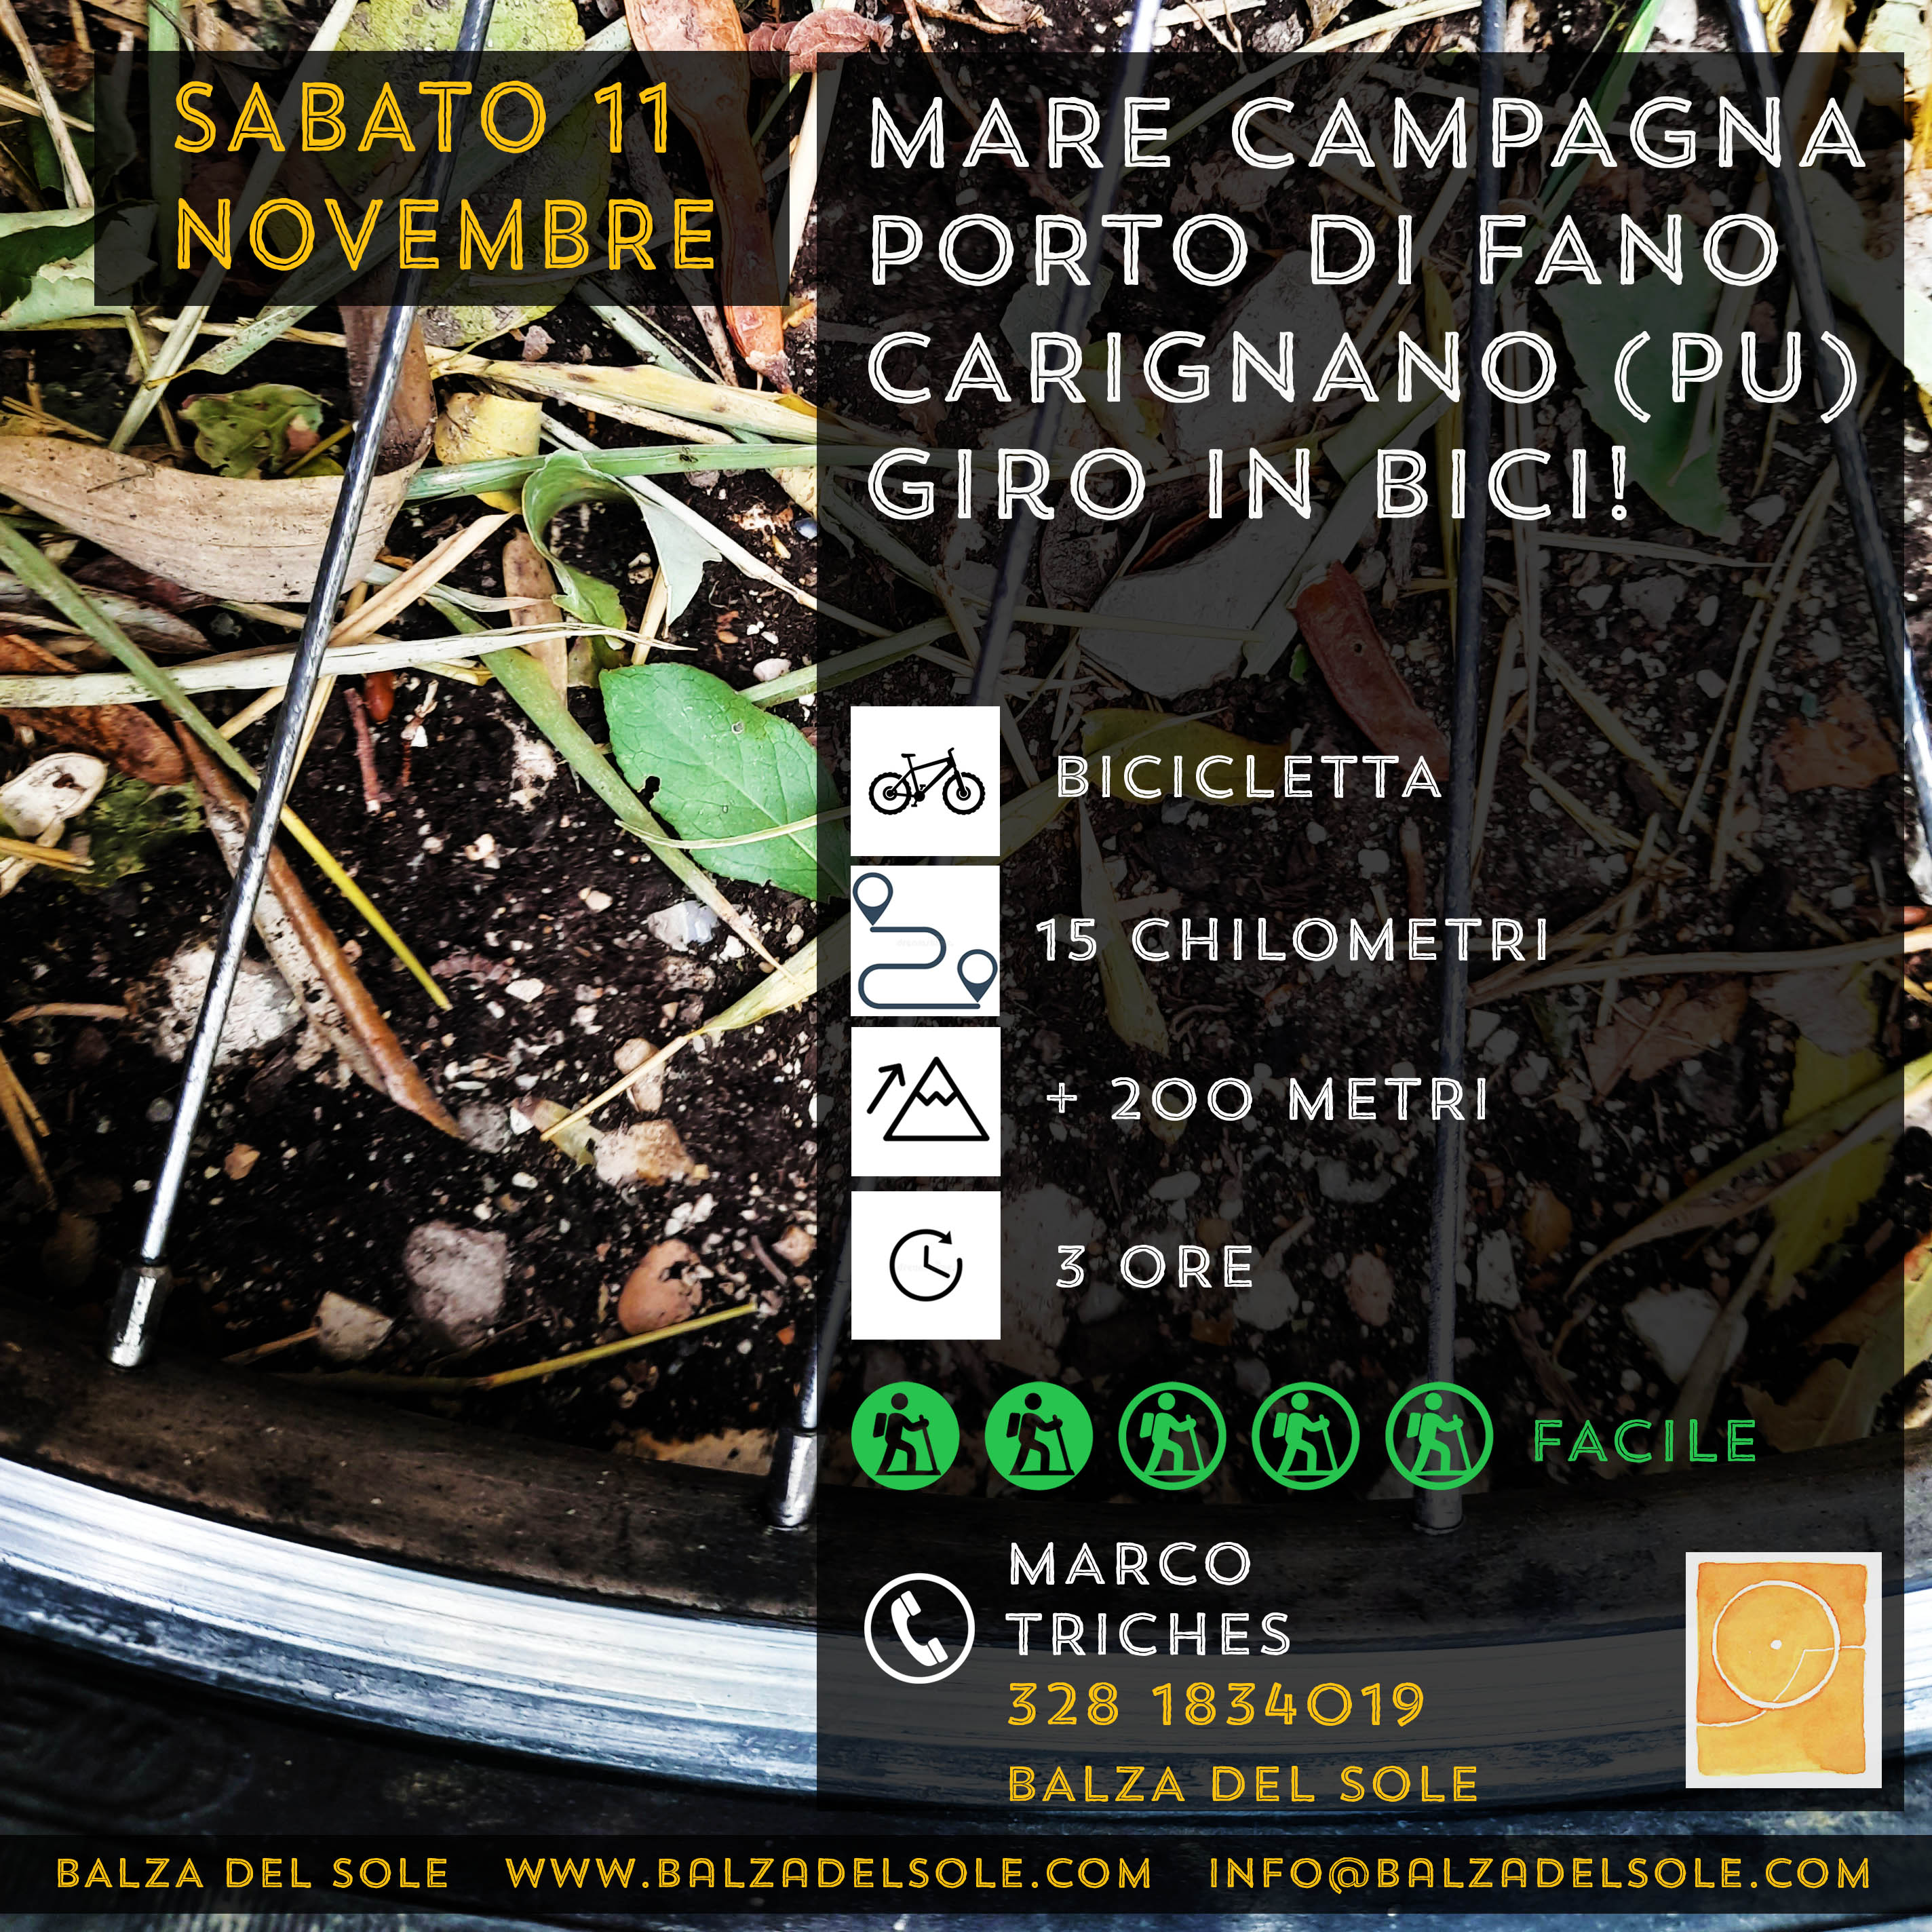 SABATO 11
NOVEMBRE
MARE CAMPAGNA
PORTO DI FANO
CARIGNANO (PU)
GIRO IN BICI!
BICICLETTA
15 CHILOMETRI
+ 200 METRI
3 ORE
FACILE
MARCO
TRICHES
328 1834019
BALZA DEL SOLE
BALZA DEL SOLE WWW.BALZADELSOLE.COM INFO@BALZADELSOLE.COM